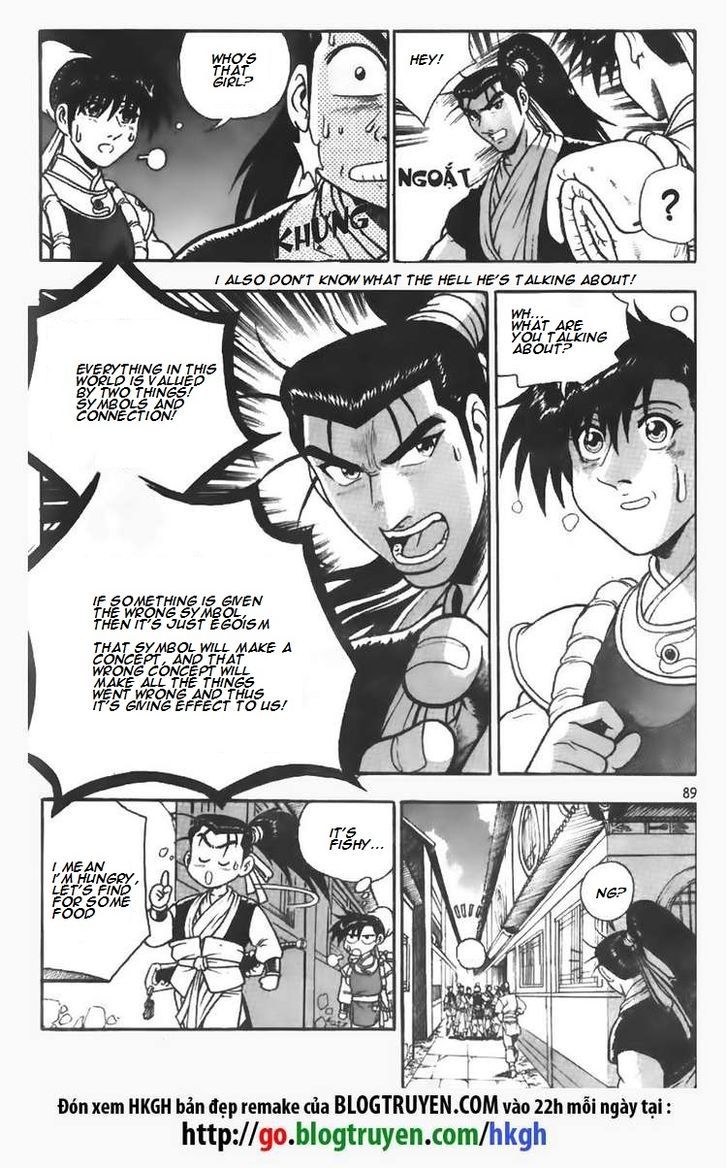 WHO'S
THAT
GIRL?
KHỰNG
HEY!
NGOẮT
?
I ALSO DON'T KNOW WHAT THE HELL HE'S TALKING ABOUT!
EVERYTHING IN THIS
WORLD IS VALUED
BY TWO THINGS!
SYMBOLS AND
CONNECTION!
IF SOMETHING IS GIVEN
THE WRONG SYMBOL,
THEN IT'S JUST EGOISM
THAT SYMBOL WILL MAKE A
CONCEPT, AND THAT
WRONG CONCEPT WILL
MAKE ALL THE THINGS
WENT WRONG AND THUS
IT'S GIVING EFFECT TO US!
WH...
WHAT ARE
YOU TALKING
ABOUT?
89
I MEAN
I'M HUNGRY,
LET'S FIND
FOR SOME
FOOD
IT'S
FISHY...
NG?
Đón xem HKGH bản đẹp remake của BLOGTRUYEN.COM vào 22h mỗi ngày tại :
http://go.blogtruyen.com/hkgh